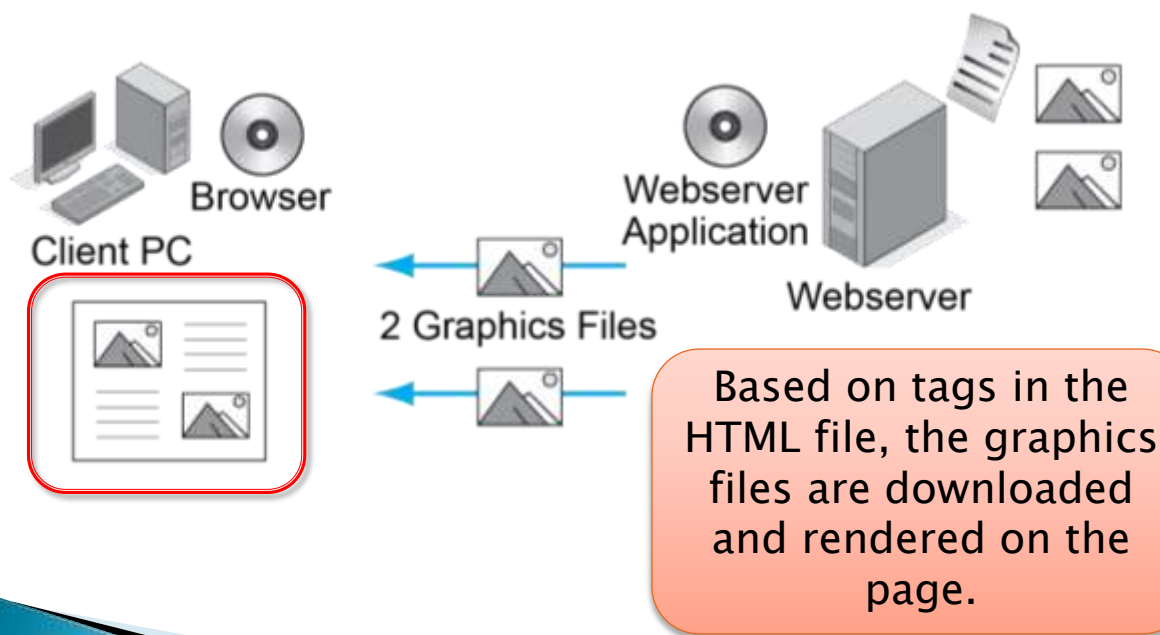 Browser
Client PC
Webserver
Application
Webserver
2 Graphics Files
Based on tags in the
HTML file, the graphics
files are downloaded
and rendered on the
page.